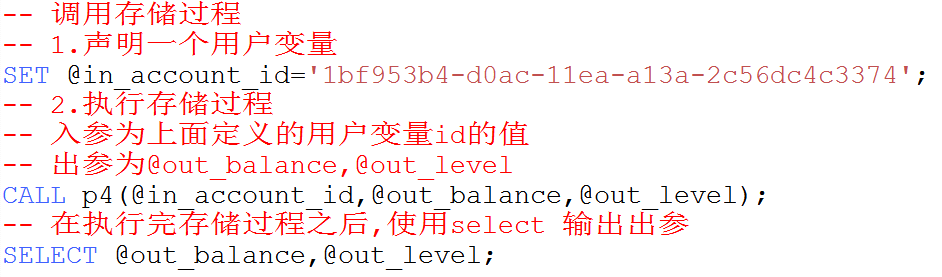 -- 调用存储过程
-- 1.声明一个用户变量
SET @in_account_id='1bf953b4-d0ac-11ea-a13a-2c56dc4c3374';
-- 2.执行存储过程
-- 入参为上面定义的用户变量id的值
-- 出参为@out_balance,@out_level
CALL p4(@in_account_id,@out_balance,@out_level);
-- 在执行完存储过程之后,使用select 输出出参
SELECT @out_balance,@out_level;